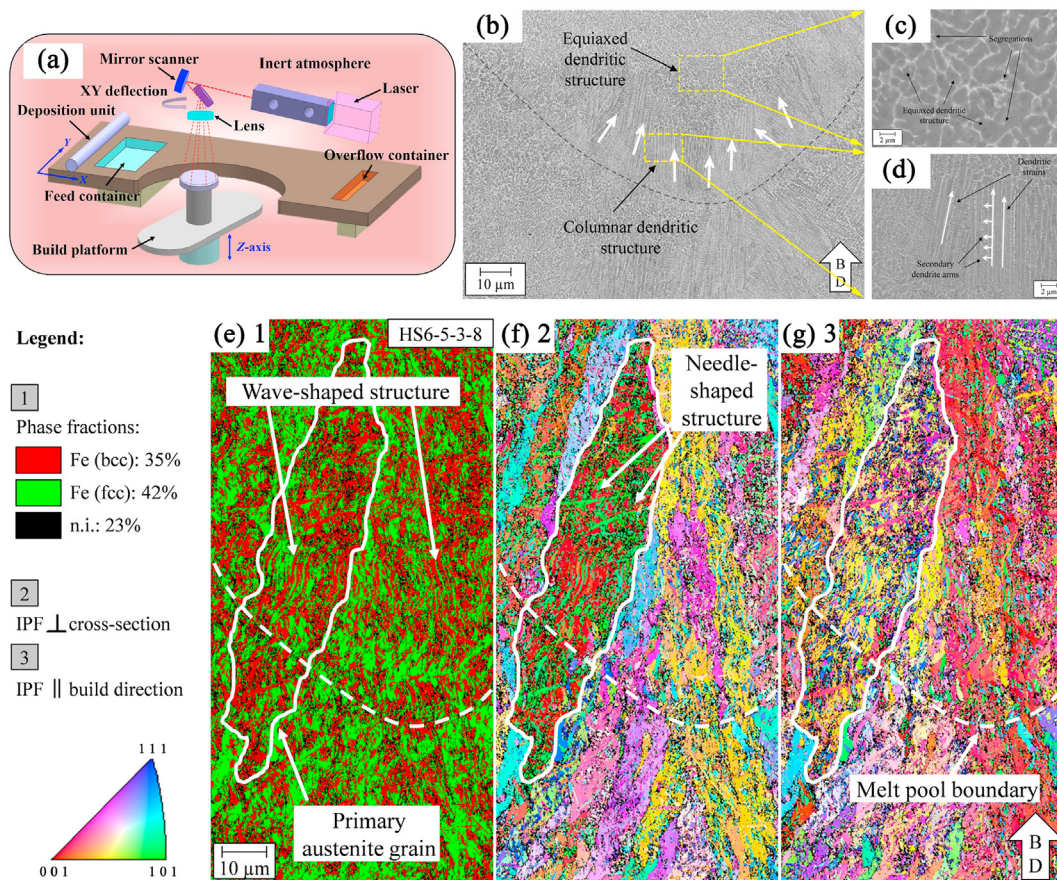 (a)
Mirror scanner
Inert atmosphere
XY deflection
Laser
Deposition unit
Lens
Overflow container
Y
X
Feed container
Build platform
Z-axis
(b)
Equiaxed
dendritic
structure
Columnar dendritic
structure
10 µm
B
D
(c)
Segregations
Equiaxed dendritic
structure
2 µm
(d)
Dendritic
strains
Secondary
dendrite arms
2 µm
Legend:
1
Phase fractions:
Fe (bcc): 35%
Fe (fcc): 42%
n.i.: 23%
2
IPF ⊥ cross-section
3
IPF || build direction
1 1 1
0 0 1
1 0 1
(e) 1
HS6-5-3-8
Wave-shaped structure
Primary
austenite grain
10 µm
(f) 2
Needle-
shaped
structure
(g) 3
Melt pool boundary
B
D